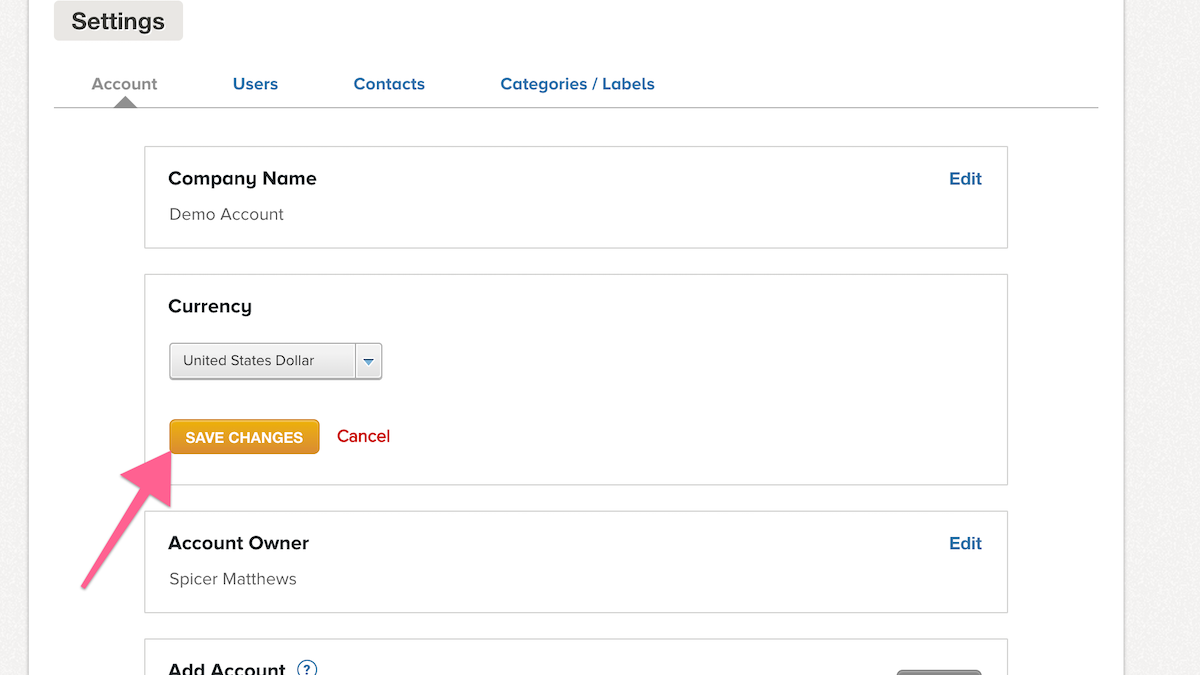 Settings
Account Users Contacts Categories / Labels
Company Name Edit
Demo Account
Currency
United States Dollar
SAVE CHANGES Cancel
Account Owner Edit
Spicer Matthews
Add Account ?